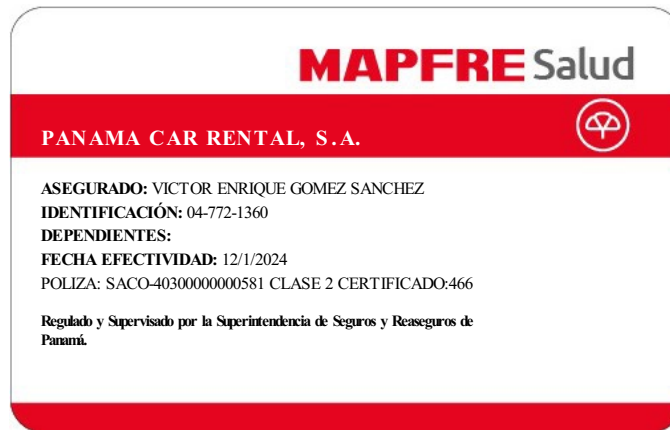 MAPFRE Salud
PANAMA CAR RENTAL, S.A.
ASEGURADO: VICTOR ENRIQUE GOMEZ SANCHEZ
IDENTIFICACIÓN: 04-772-1360
DEPENDIENTES:
FECHA EFECTIVIDAD: 12/1/2024
POLIZA: SACO-40300000000581 CLASE 2 CERTIFICADO:466
Regulado y Supervisado por la Superintendencia de Seguros y Reaseguros de
Panamá.